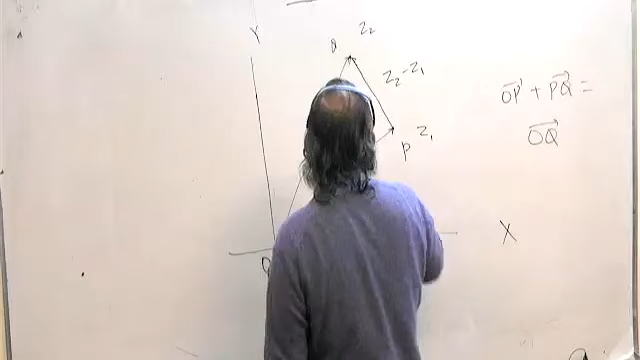 Y
Q z₂
z₂-z₁
P z₁
O
X
OP + PQ =
OQ